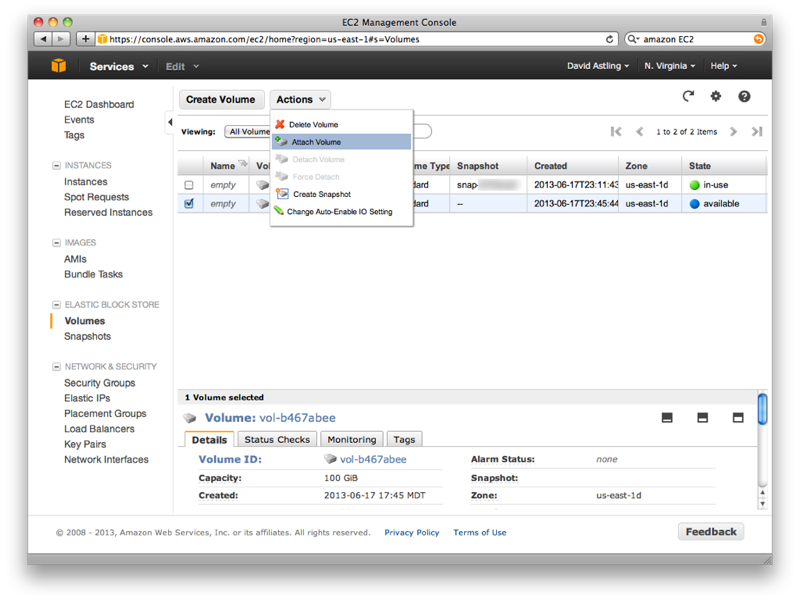 EC2 Management Console
https://console.aws.amazon.com/ec2/home?region=us-east-1#s=Volumes
amazon EC2
Services
Edit
David Astling
N. Virginia
Help
EC2 Dashboard
Events
Tags
INSTANCES
Instances
Spot Requests
Reserved Instances
IMAGES
AMIs
Bundle Tasks
ELASTIC BLOCK STORE
Volumes
Snapshots
NETWORK & SECURITY
Security Groups
Elastic IPs
Placement Groups
Load Balancers
Key Pairs
Network Interfaces
Create Volume
Actions
Delete Volume
Attach Volume
Detach Volume
Force Detach
Create Snapshot
Change Auto-Enable IO Setting
Viewing:
All Volume
1 to 2 of 2 Items
Name Vo me Type Snapshot Created Zone State
empty dard snap- 2013-06-17T23:11:43 us-east-1d in-use
empty dard -- 2013-06-17T23:45:44 us-east-1d available
1 Volume selected
Volume: vol-b467abee
Details
Status Checks
Monitoring
Tags
Volume ID: vol-b467abee Alarm Status: none
Capacity: 100 GiB Snapshot:
Created: 2013-06-17 17:45 MDT Zone: us-east-1d
© 2008 - 2013, Amazon Web Services, Inc. or its affiliates. All rights reserved. Privacy Policy Terms of Use
Feedback